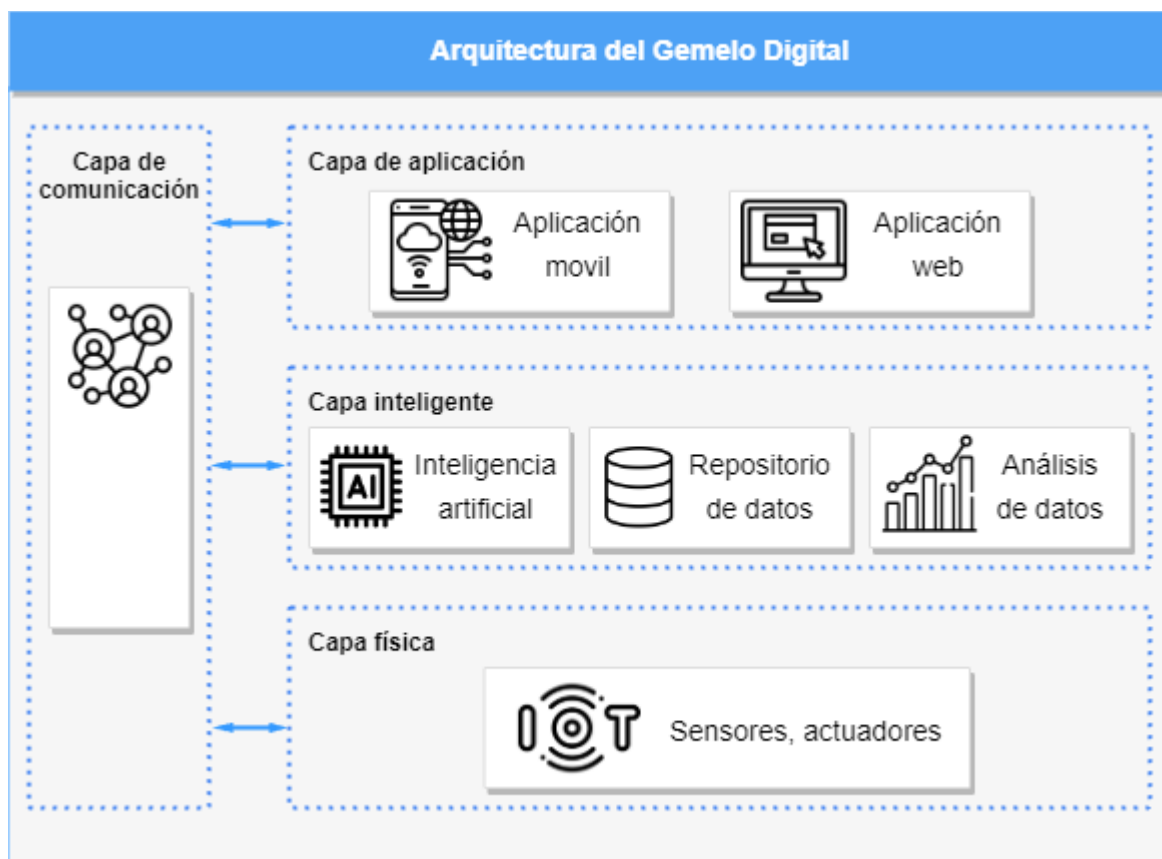 Arquitectura del Gemelo Digital
Capa de
comunicación
Capa de aplicación
Aplicación
movil
Aplicación
web
Capa inteligente
AI
Inteligencia
artificial
Repositorio
de datos
Análisis
de datos
Capa física
IOT
Sensores, actuadores